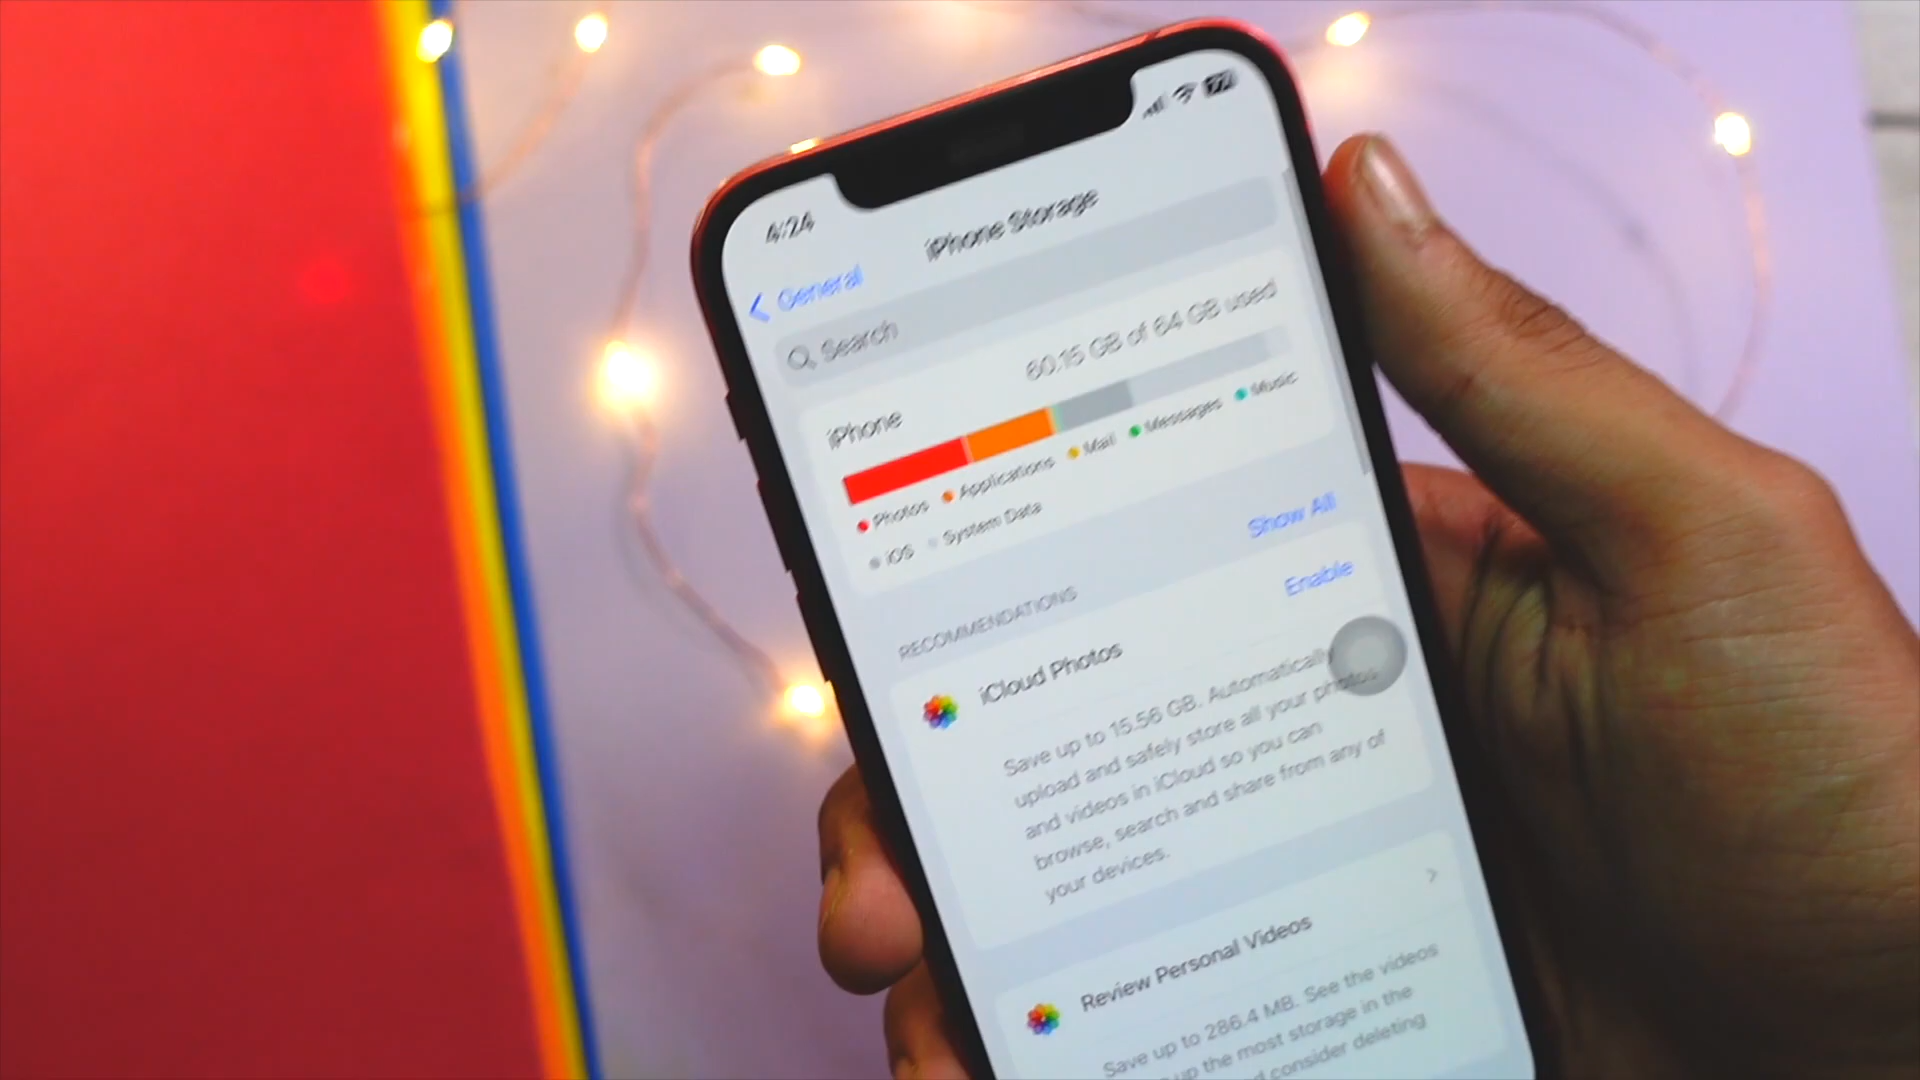 4:24
General
iPhone Storage
Search
iPhone
60.15 GB of 64 GB used
Photos Applications Mail Messages Music
iOS System Data
RECOMMENDATIONS
Show All
Enable
iCloud Photos
Save up to 15.56 GB. Automatically
upload and safely store all your photos
and videos in iCloud so you can
browse, search and share from any of
your devices.
Review Personal Videos
Save up to 286.4 MB. See the videos
up the most storage in the
consider deleting